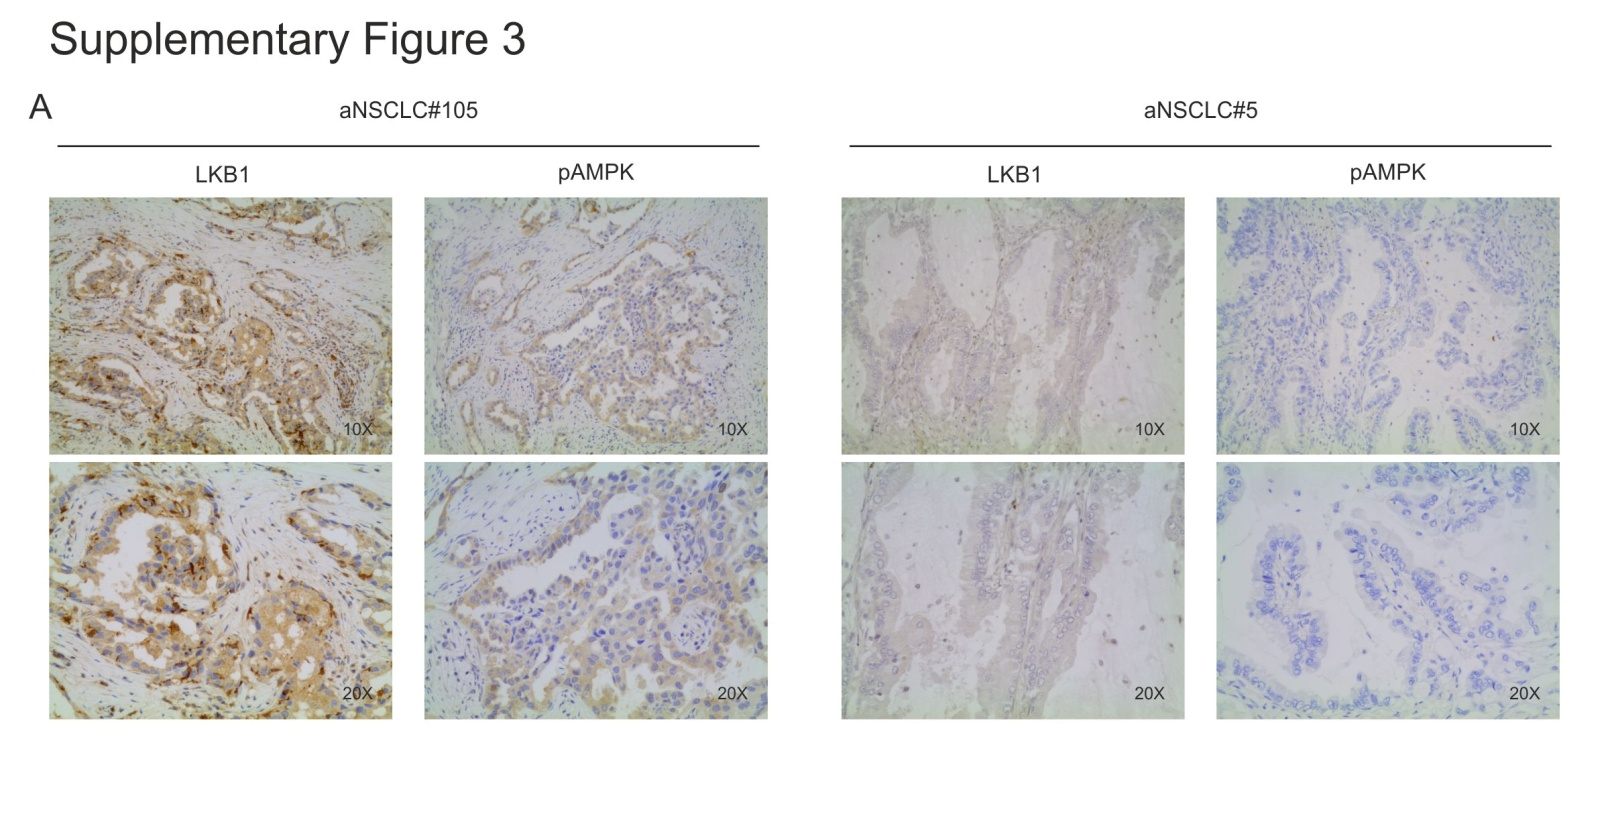 Supplementary Figure 3
A
aNSCLC#105
aNSCLC#5
LKB1
pAMPK
LKB1
pAMPK
10X
10X
10X
10X
20X
20X
20X
20X